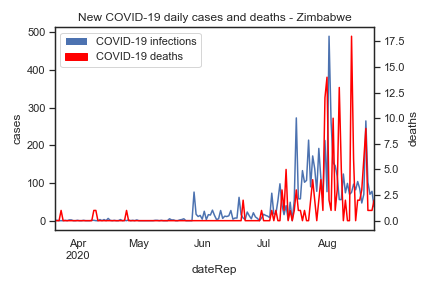 New COVID-19 daily cases and deaths - Zimbabwe
COVID-19 infections
COVID-19 deaths
500
400
300
200
100
0
cases
17.5
15.0
12.5
10.0
7.5
5.0
2.5
0.0
deaths
Apr May Jun Jul Aug
2020
dateRep